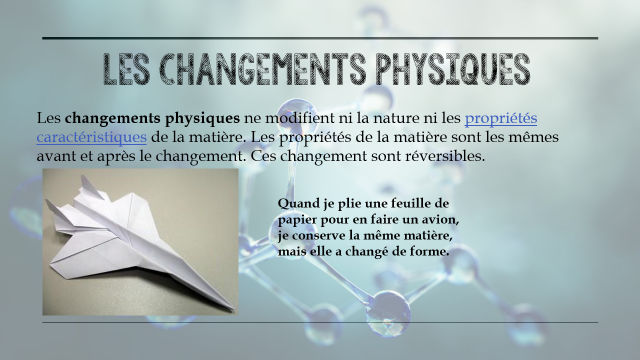 LES CHANGEMENTS PHYSIQUES
Les changements physiques ne modifient ni la nature ni les propriétés
caractéristiques de la matière. Les propriétés de la matière sont les mêmes
avant et après le changement. Ces changement sont réversibles.
Quand je plie une feuille de
papier pour en faire un avion,
je conserve la même matière,
mais elle a changé de forme.